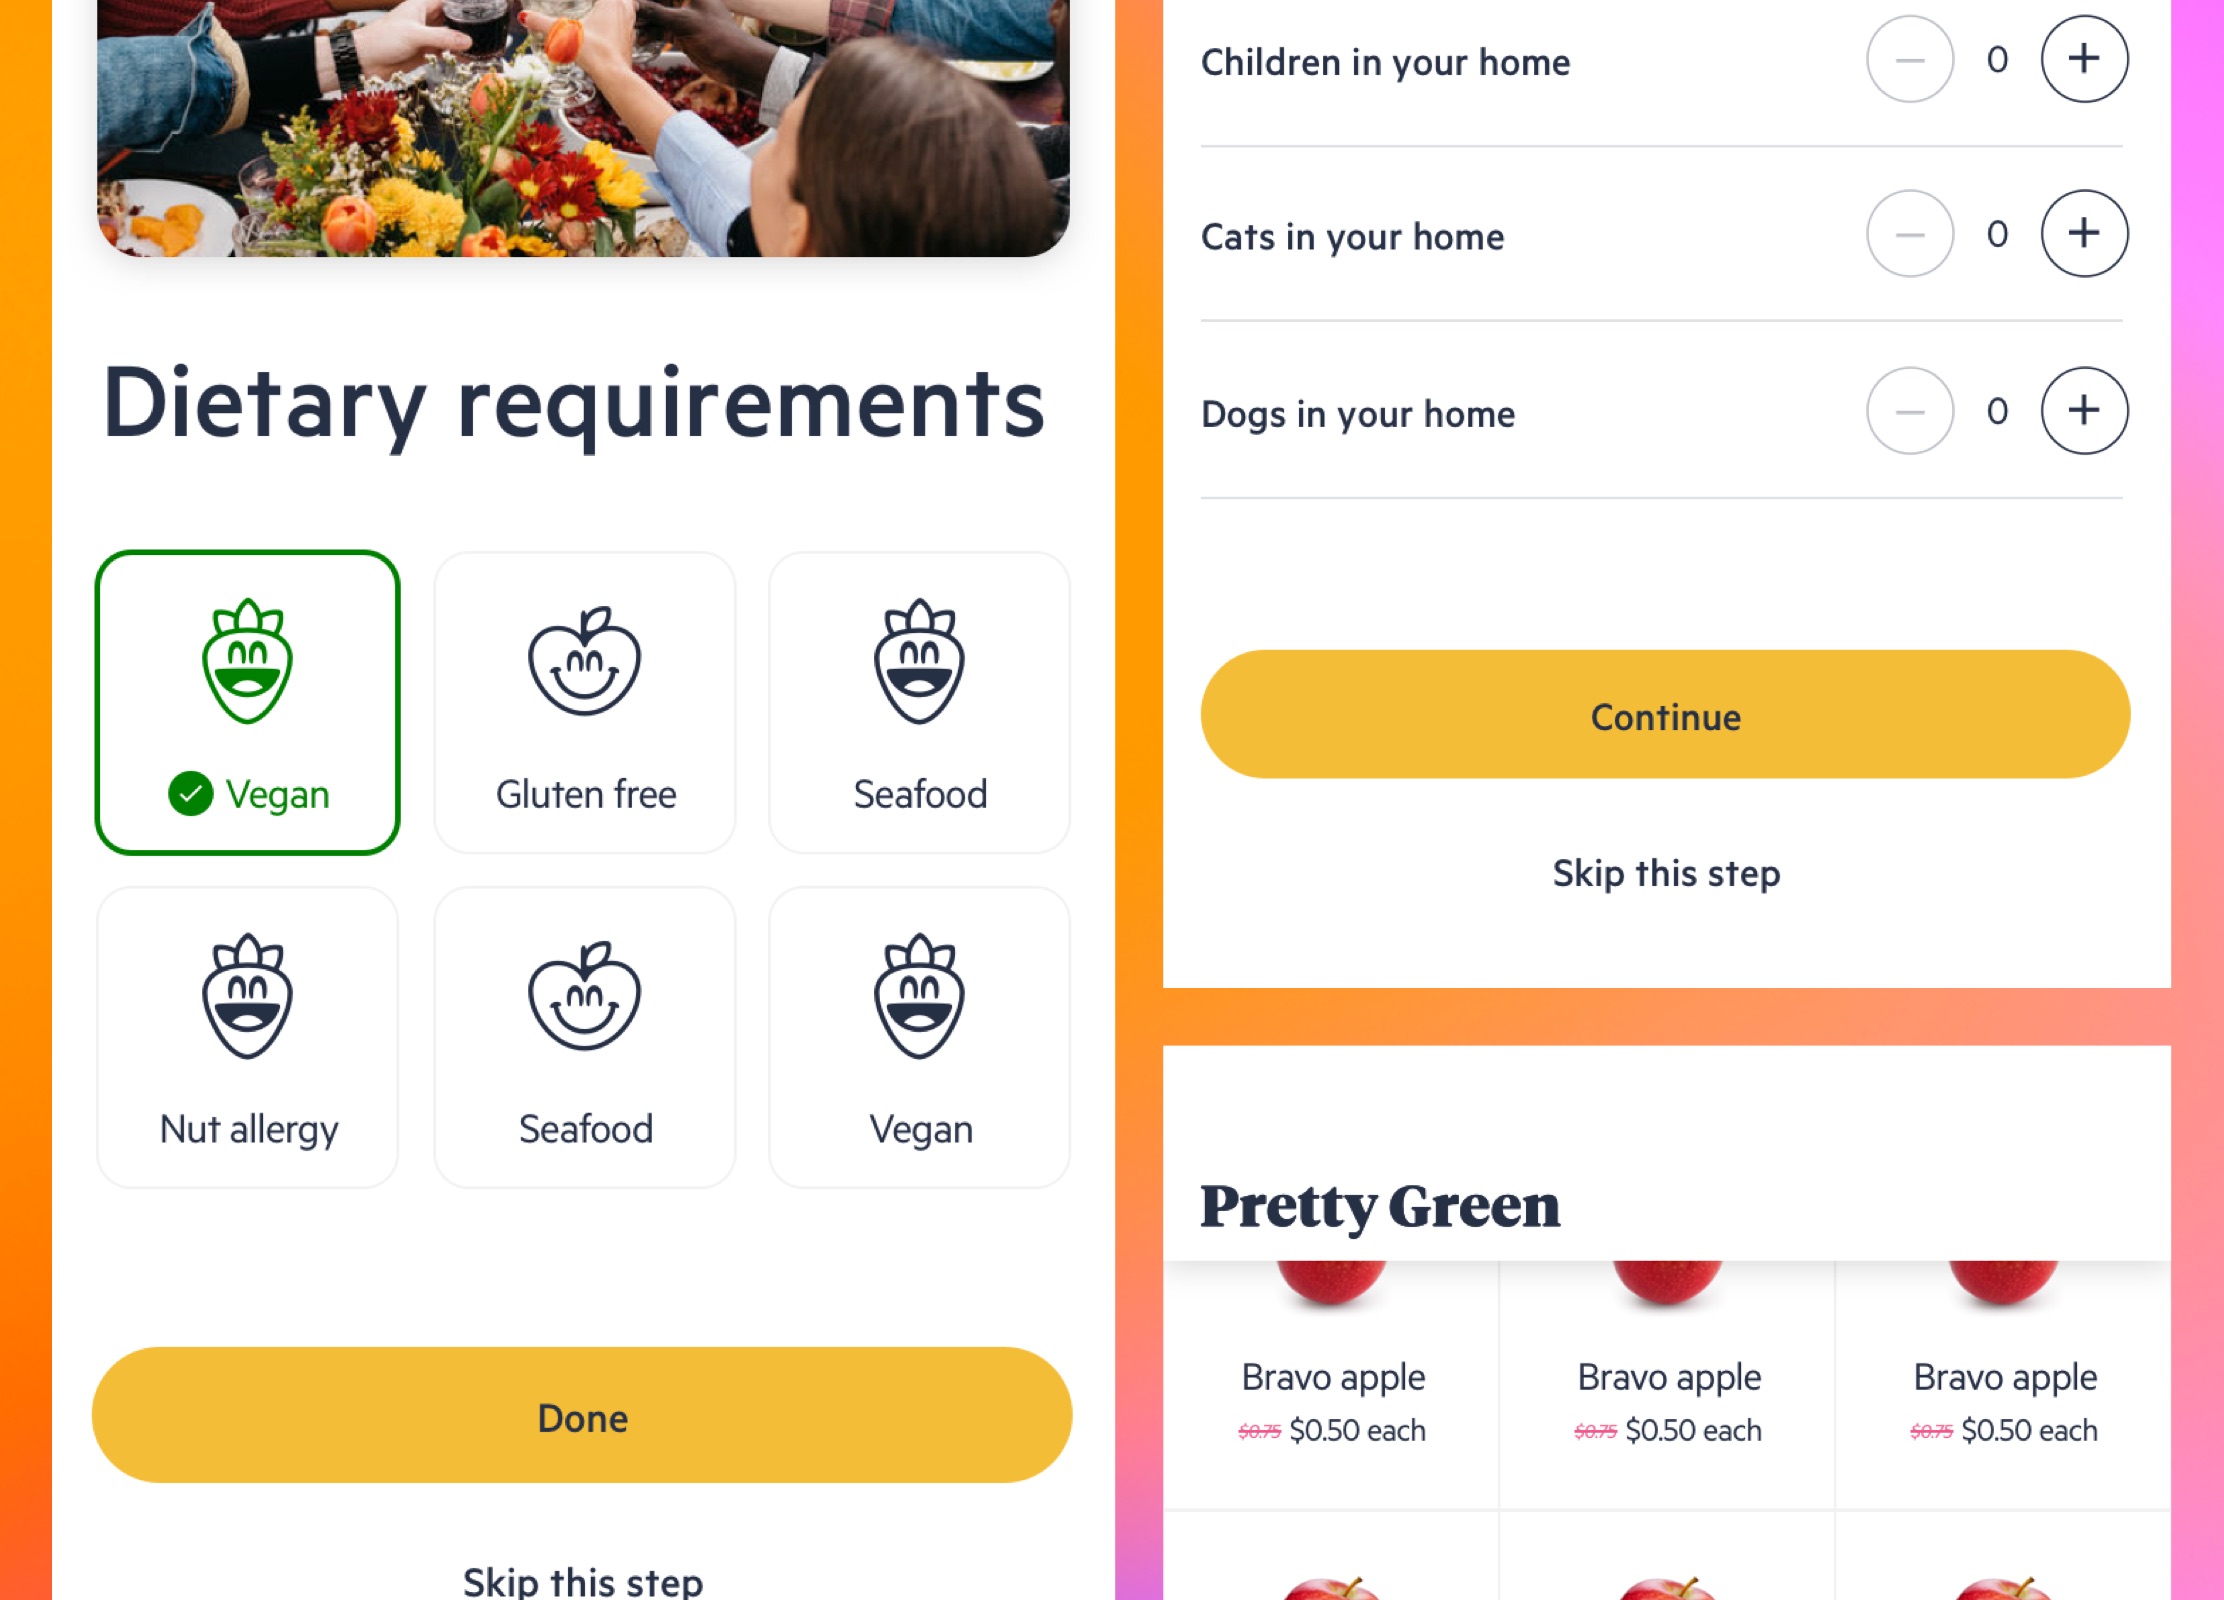 Dietary requirements
Vegan
Gluten free
Seafood
Nut allergy
Seafood
Vegan
Done
Skip this step
Children in your home
0
Cats in your home
0
Dogs in your home
0
Continue
Skip this step
Pretty Green
Bravo apple
$0.75 $0.50 each
Bravo apple
$0.75 $0.50 each
Bravo apple
$0.75 $0.50 each